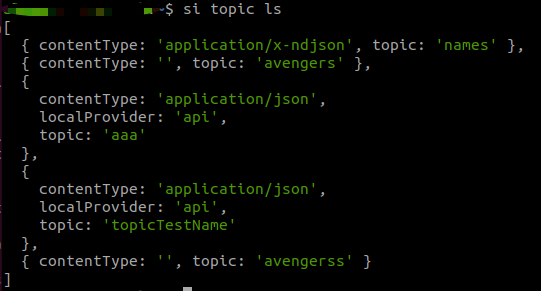 ~$ si topic ls
[
  { contentType: 'application/x-ndjson', topic: 'names' },
  { contentType: '', topic: 'avengers' },
  {
    contentType: 'application/json',
    localProvider: 'api',
    topic: 'aaa'
  },
  {
    contentType: 'application/json',
    localProvider: 'api',
    topic: 'topicTestName'
  },
  { contentType: '', topic: 'avengerss' }
]